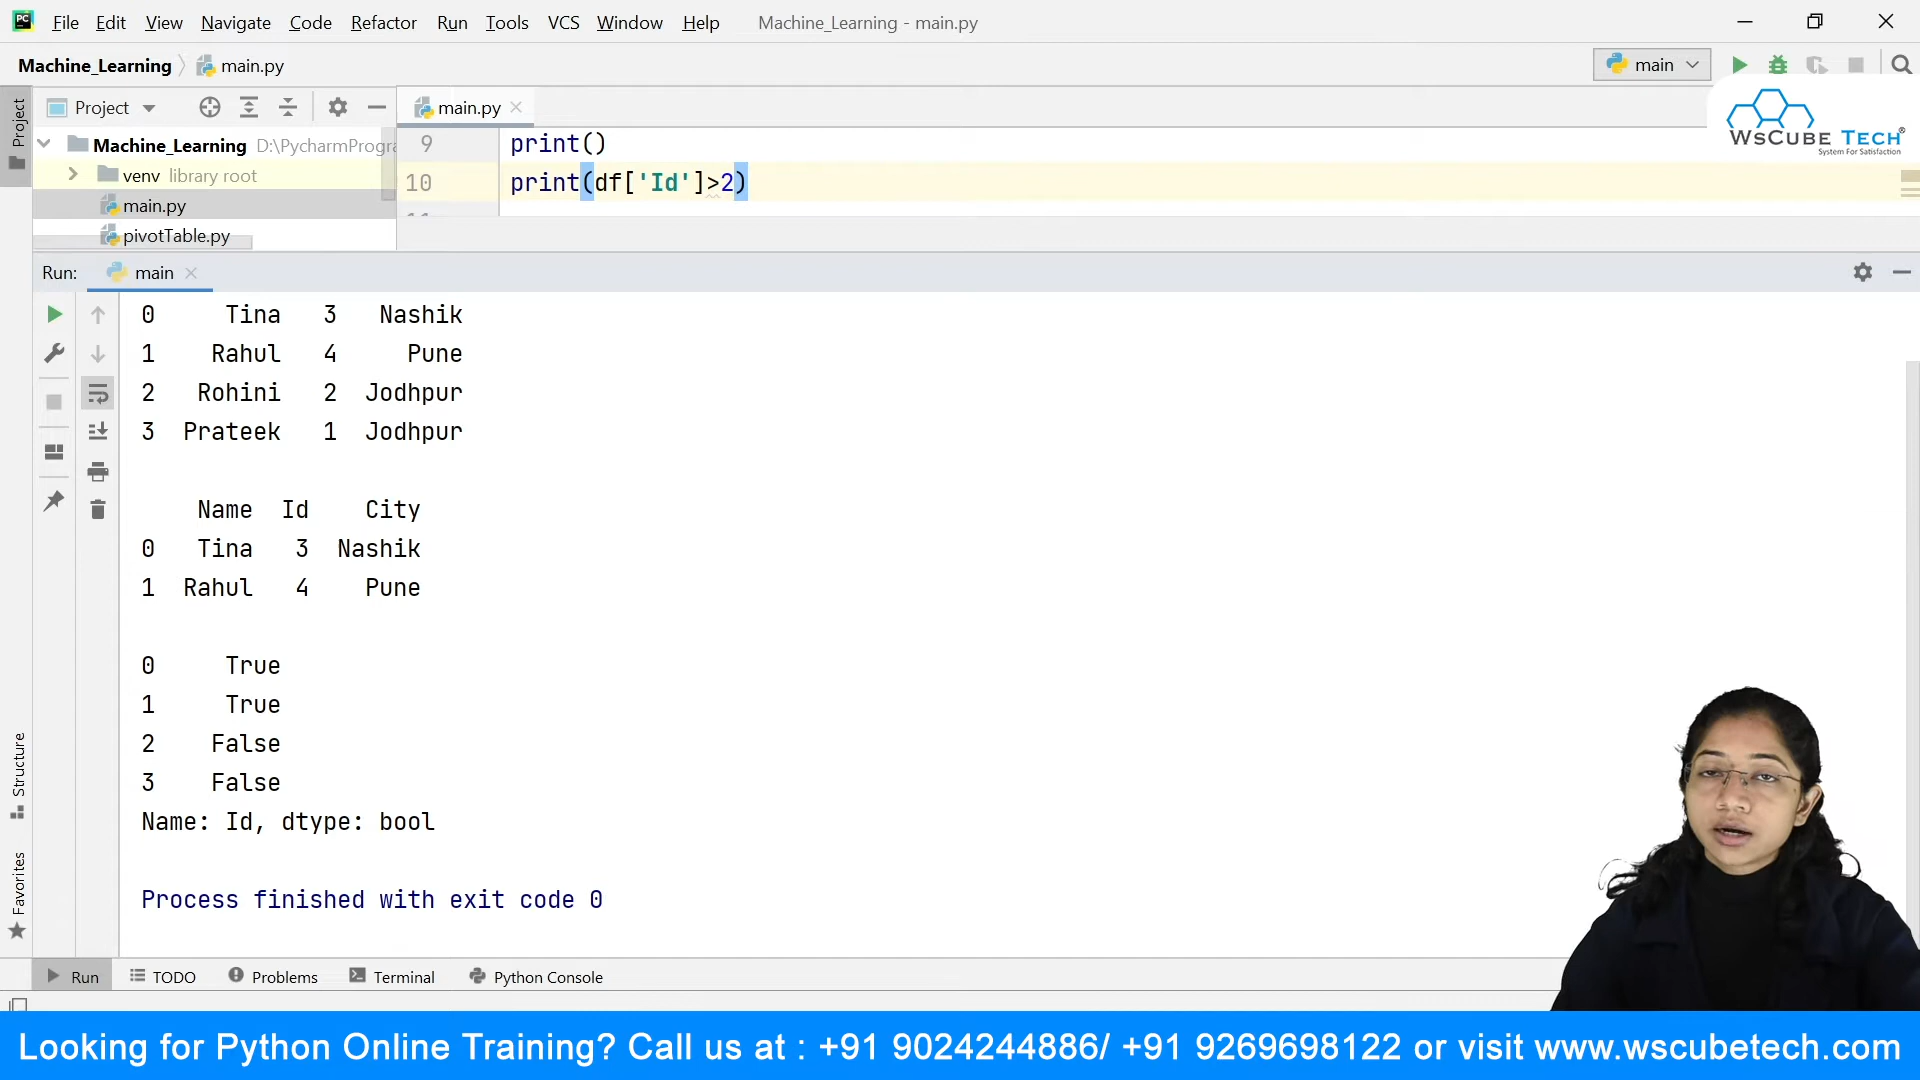 PC File Edit View Navigate Code Refactor Run Tools VCS Window Help Machine_Learning - main.py
Machine_Learning main.py main
WsCube Tech®
System For Satisfaction
Project main.py
Project
Machine_Learning D:\PycharmProgra
venv library root
main.py
pivotTable.py
9 print()
10 print(df['Id']>2)
Run: main
0 Tina 3 Nashik
1 Rahul 4 Pune
2 Rohini 2 Jodhpur
3 Prateek 1 Jodhpur
Name Id City
0 Tina 3 Nashik
1 Rahul 4 Pune
0 True
1 True
2 False
3 False
Name: Id, dtype: bool
Process finished with exit code 0
Structure
Favorites
Run TODO Problems Terminal Python Console
Looking for Python Online Training? Call us at : +91 9024244886/ +91 9269698122 or visit www.wscubetech.com